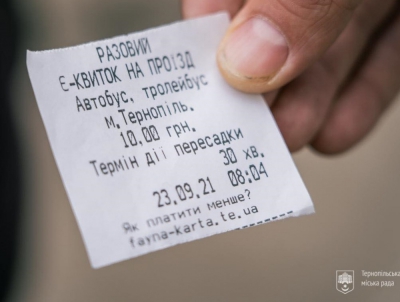 РАЗОВИЙ
Є-КВИТОК НА ПРОЇЗД
Автобус, тролейбус
м.Тернопіль.
10,00 грн.
Термін дії пересадки
30 хв.
23.09.21 08:04
Як платити менше?
fayna-karta.te.ua
Тернопільська
міська рада